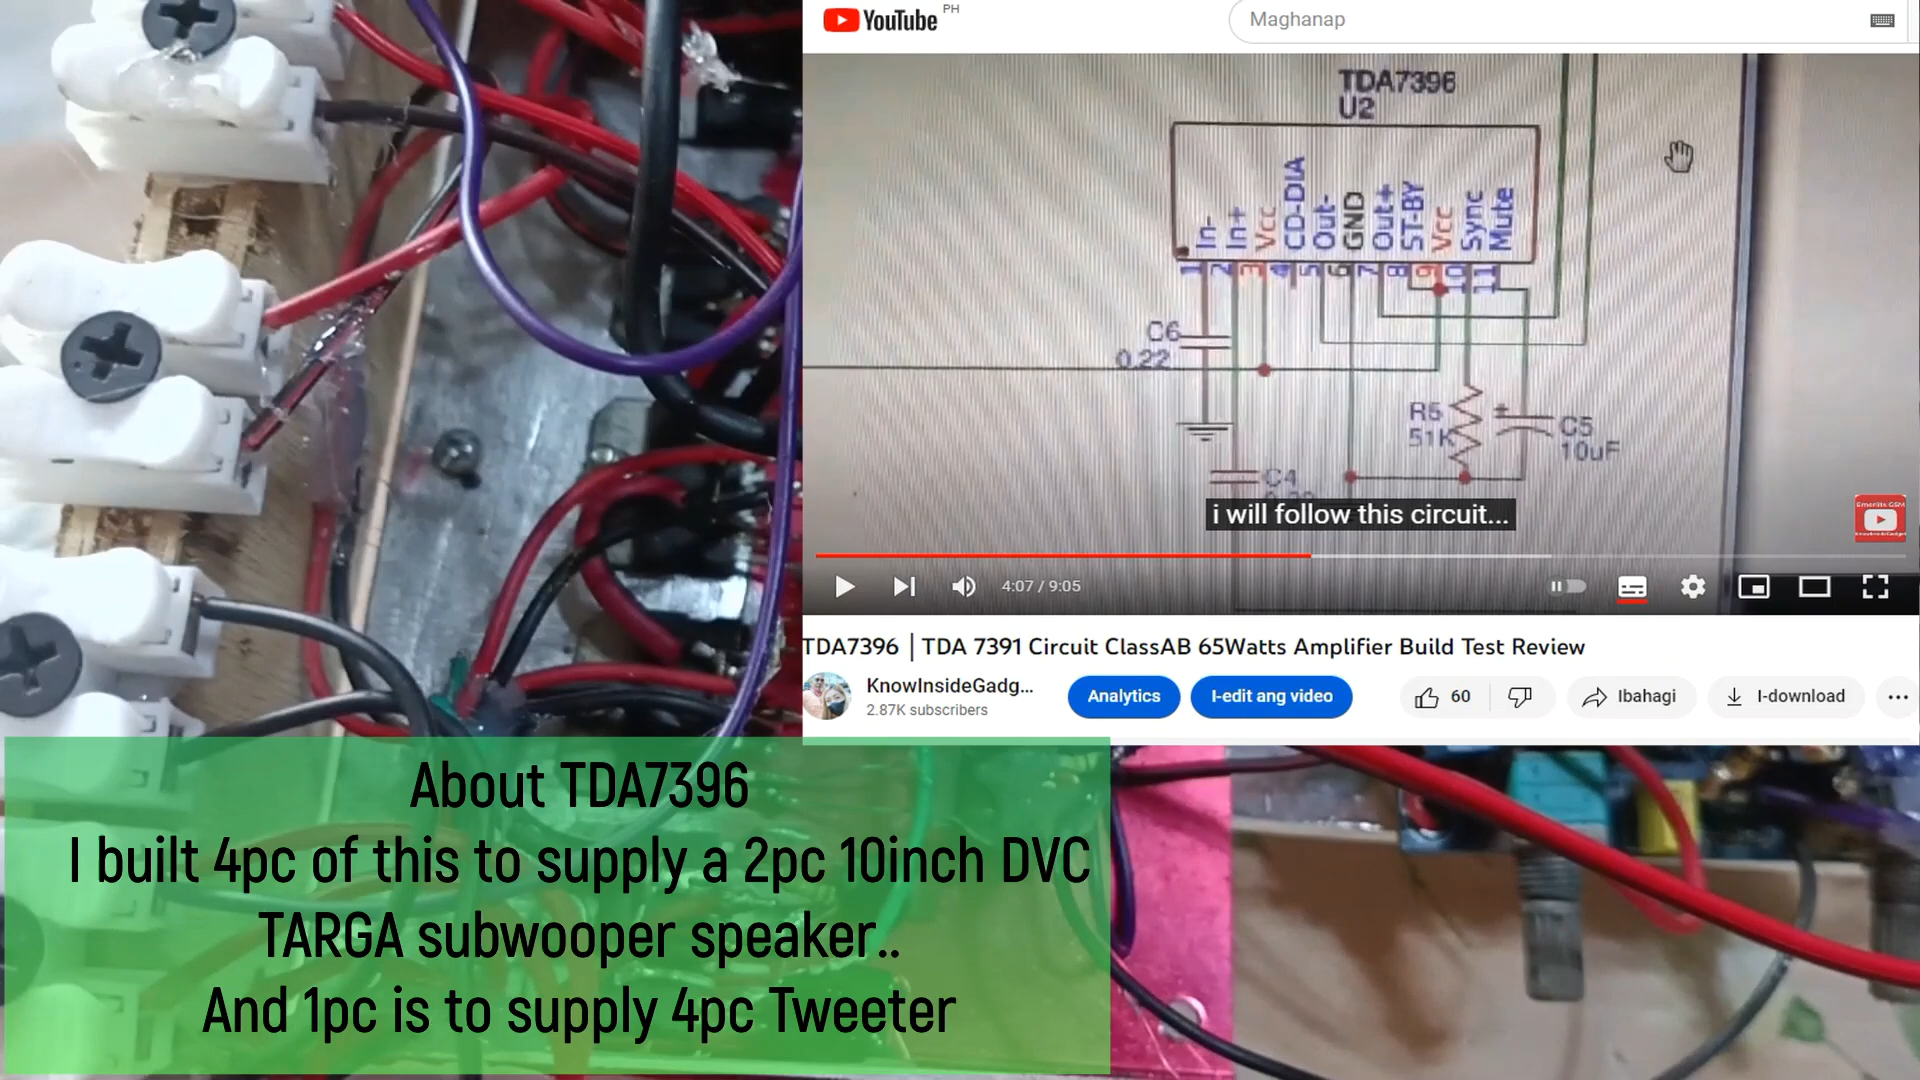 YouTube PH
Maghanap
TDA7396
U2
In-
In+
Vcc
CD-DIA
Out-
GND
Out+
ST-BY
Vcc
Sync
Mute
1 2 3 4 5 6 7 8 9 10 11
C6
0.22
R5
51K
C5
10uF
C4
i will follow this circuit...
4:07 / 9:05
TDA7396 | TDA 7391 Circuit ClassAB 65Watts Amplifier Build Test Review
KnowInsideGadg...
2.87K subscribers
Analytics
I-edit ang video
60
Ibahagi
I-download
About TDA7396
I built 4pc of this to supply a 2pc 10inch DVC
TARGA subwooper speaker..
And 1pc is to supply 4pc Tweeter